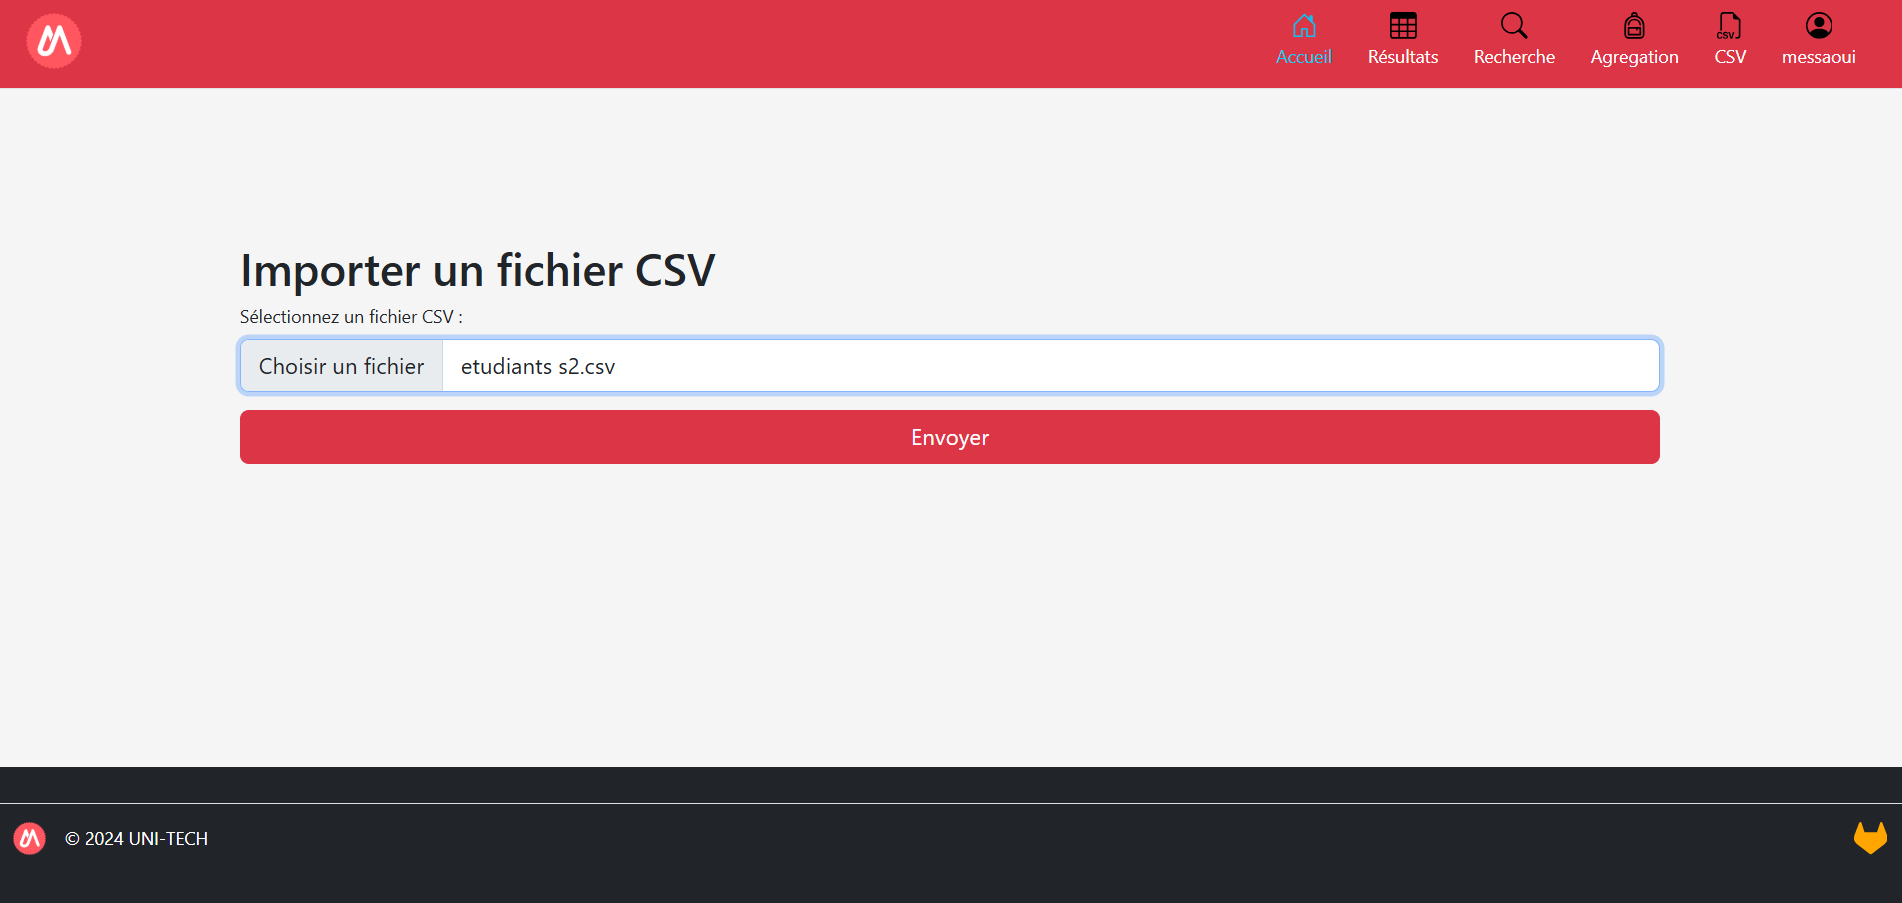 Accueil
Résultats
Recherche
Agregation
CSV
CSV
messaoui
Importer un fichier CSV
Sélectionnez un fichier CSV :
Choisir un fichier
etudiants s2.csv
Envoyer
© 2024 UNI-TECH